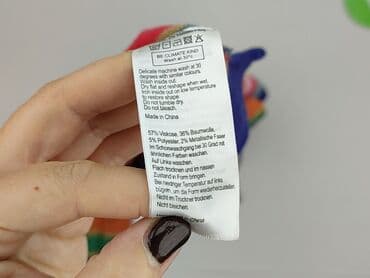 BE CLIMATE KIND
Wash at 30°
Delicate machine wash at 30
degrees with similar colours.
Wash inside out.
Dry flat and reshape when wet.
Iron inside out on low temperature
to restore shape.
Do not tumble dry.
Do not bleach.
Made in China
57% Viskose, 36% Baumwolle,
5% Polyester, 2% Metallische Faser
Im Schonwaschgang bei 30 Grad mit
ähnlichen Farben waschen.
Auf Links waschen.
Flach trocknen und im nassen
Zustand in Form bringen.
Bei niedriger Temperatur auf links
bügeln, um die Form wiederherzustellen.
Nicht im Trockner trocknen.
Nicht bleichen.